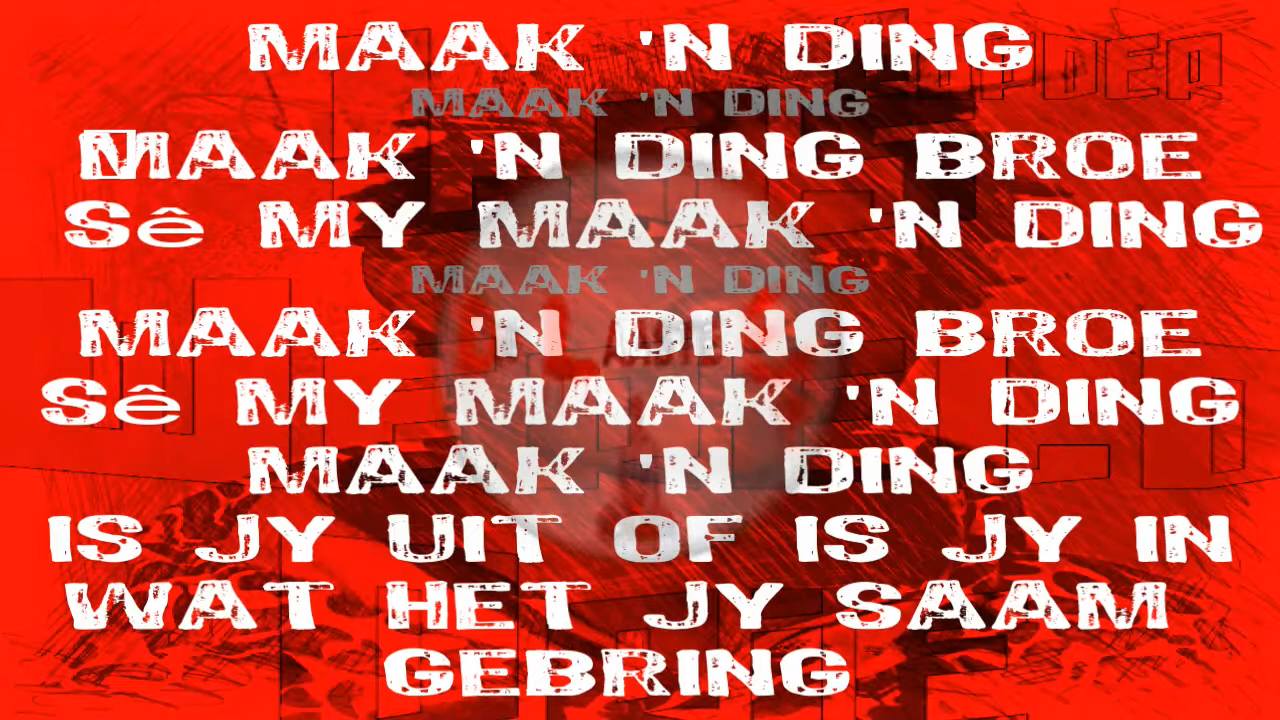 MAAK 'N DING
MAAK 'N DING
MAAK 'N DING BROE
Sê MY MAAK 'N DING
MAAK 'N DING
MAAK 'N DING BROE
Sê MY MAAK 'N DING
MAAK 'N DING
IS JY UIT OF IS JY IN
WAT HET JY SAAM
GEBRING